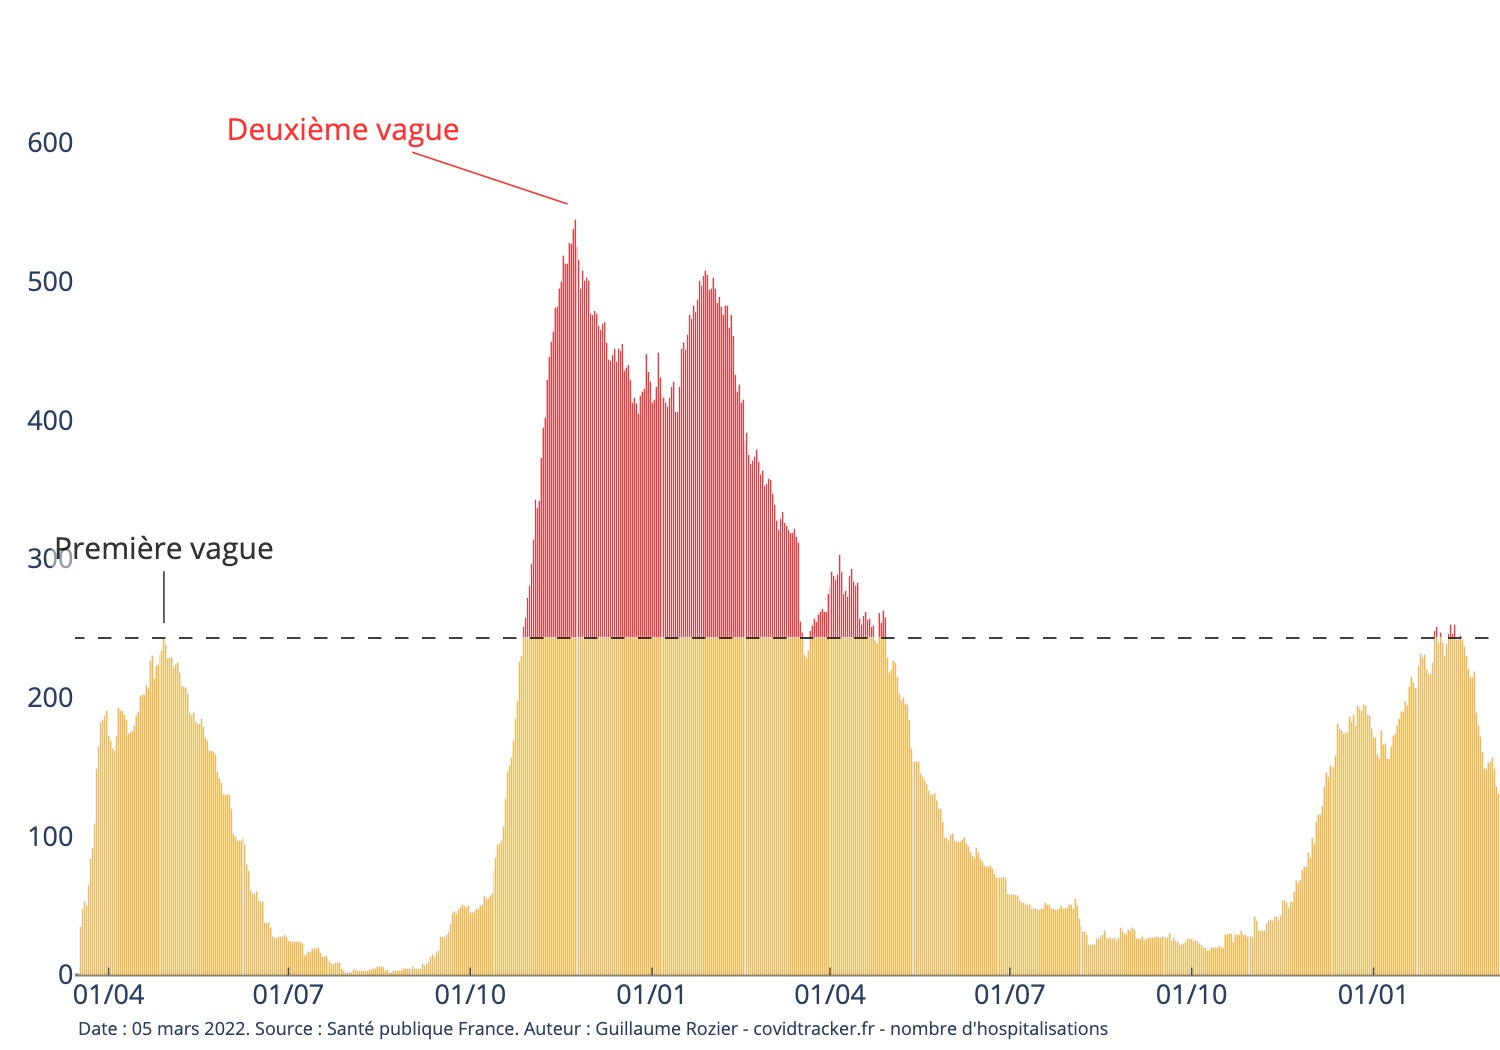 600
Deuxième vague
500
400
Première vague
300
200
100
0
01/04 01/07 01/10 01/01 01/04 01/07 01/10 01/01
Date : 05 mars 2022. Source : Santé publique France. Auteur : Guillaume Rozier - covidtracker.fr - nombre d'hospitalisations